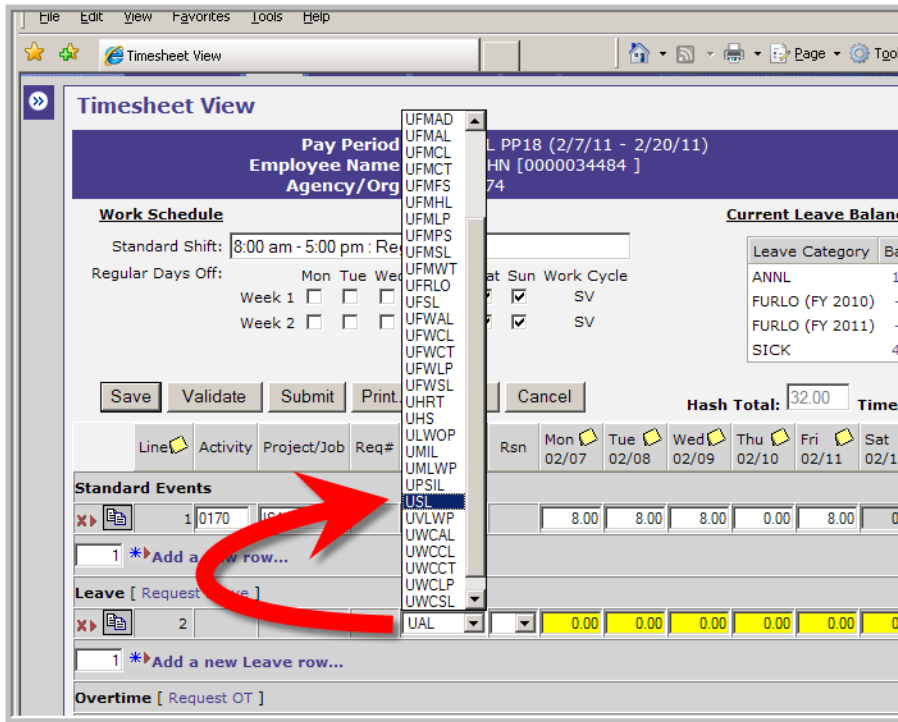 File Edit View Favorites Tools Help
Timesheet View
Page
Timesheet View
Pay Period L PP18 (2/7/11 - 2/20/11)
Employee Name HN [0000034484 ]
Agency/Org 74
Work Schedule
Current Leave
Standard Shift: 8:00 am - 5:00 pm :
Leave Category
Regular Days Off: Mon Tue Sun Work Cycle
ANNL
Week 1 SV
FURLO (FY 2010)
Week 2 SV
FURLO (FY 2011)
SICK
Save Validate Submit Print Cancel
Hash Total: 32.00
Line Activity Project/Job Req# Rsn Mon Tue Wed Thu Fri Sat
02/07 02/08 02/09 02/10 02/11
Standard Events
1 0170 8.00 8.00 8.00 0.00 8.00
1 Add a row...
Leave [ Request ]
2 UAL 0.00 0.00 0.00 0.00 0.00
1 Add a new Leave row...
Overtime [ Request OT ]
UFMAD
UFMAL
UFMCL
UFMCT
UFMFS
UFMHL
UFMLP
UFMPS
UFMSL
UFMWT
UFRLO
UFSL
UFWAL
UFWCL
UFWCT
UFWLP
UFWSL
UHRT
UHS
ULWOP
UMIL
UMLWP
UPSIL
USL
UVLWP
UWCAL
UWCCL
UWCCT
UWCLP
UWCSL